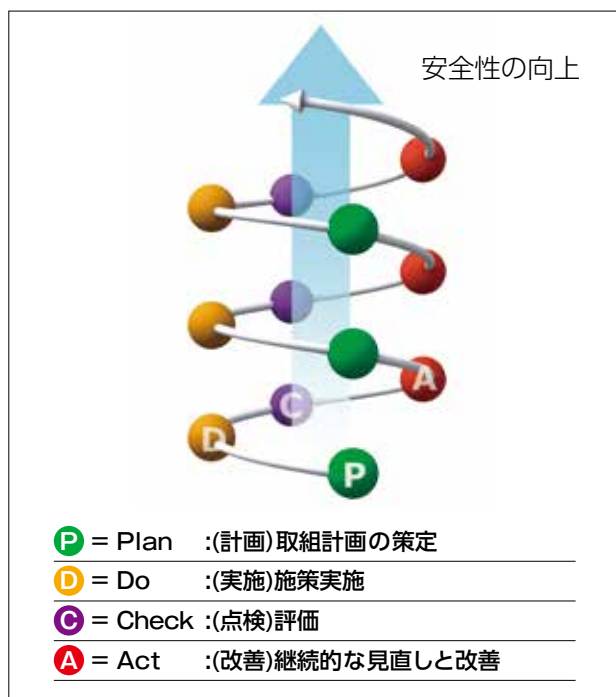 安全性の向上
A
C
D
P
P = Plan :(計画)取組計画の策定
D = Do :(実施)施策実施
C = Check :(点検)評価
A = Act :(改善)継続的な見直しと改善